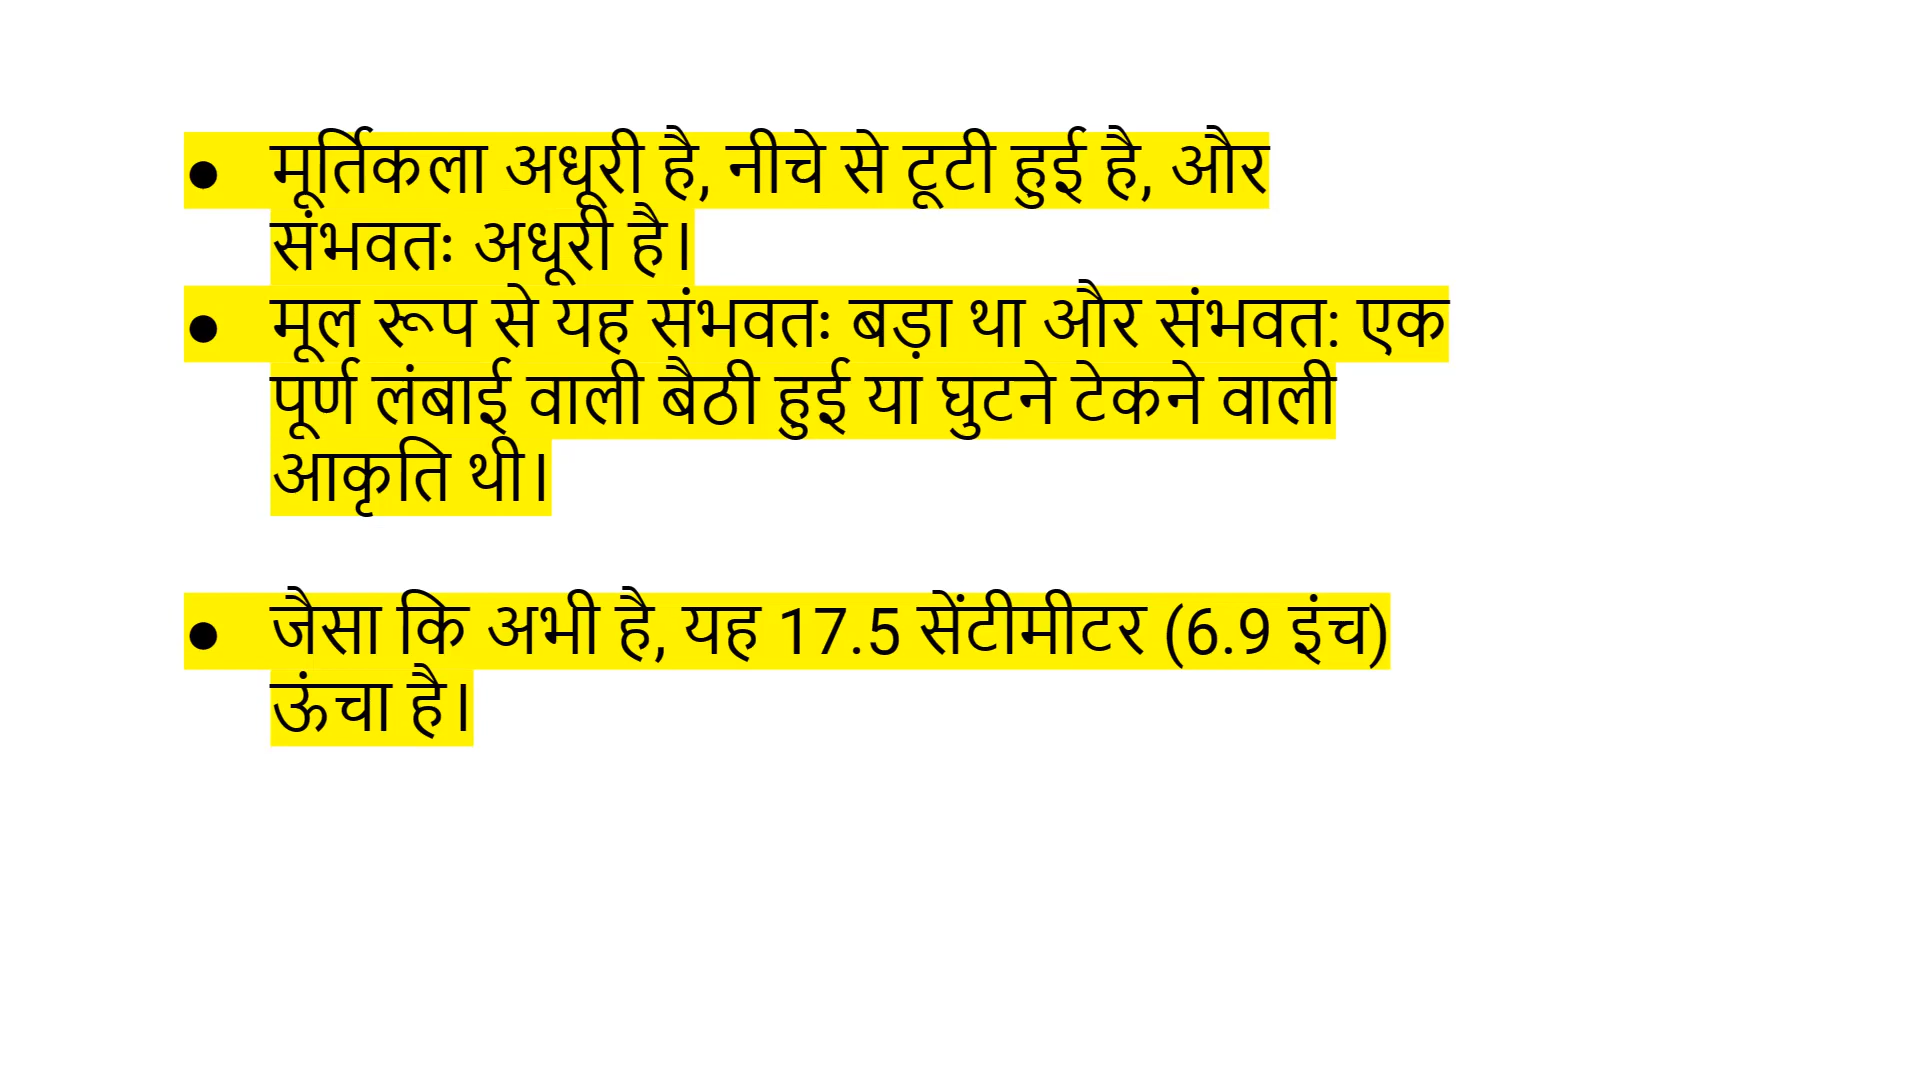 ● मूर्तिकला अधूरी है, नीचे से टूटी हुई है, और
संभवतः अधूरी है।
● मूल रूप से यह संभवतः बड़ा था और संभवत: एक
पूर्ण लंबाई वाली बैठी हुई या घुटने टेकने वाली
आकृति थी।
● जैसा कि अभी है, यह 17.5 सेंटीमीटर (6.9 इंच)
ऊंचा है।